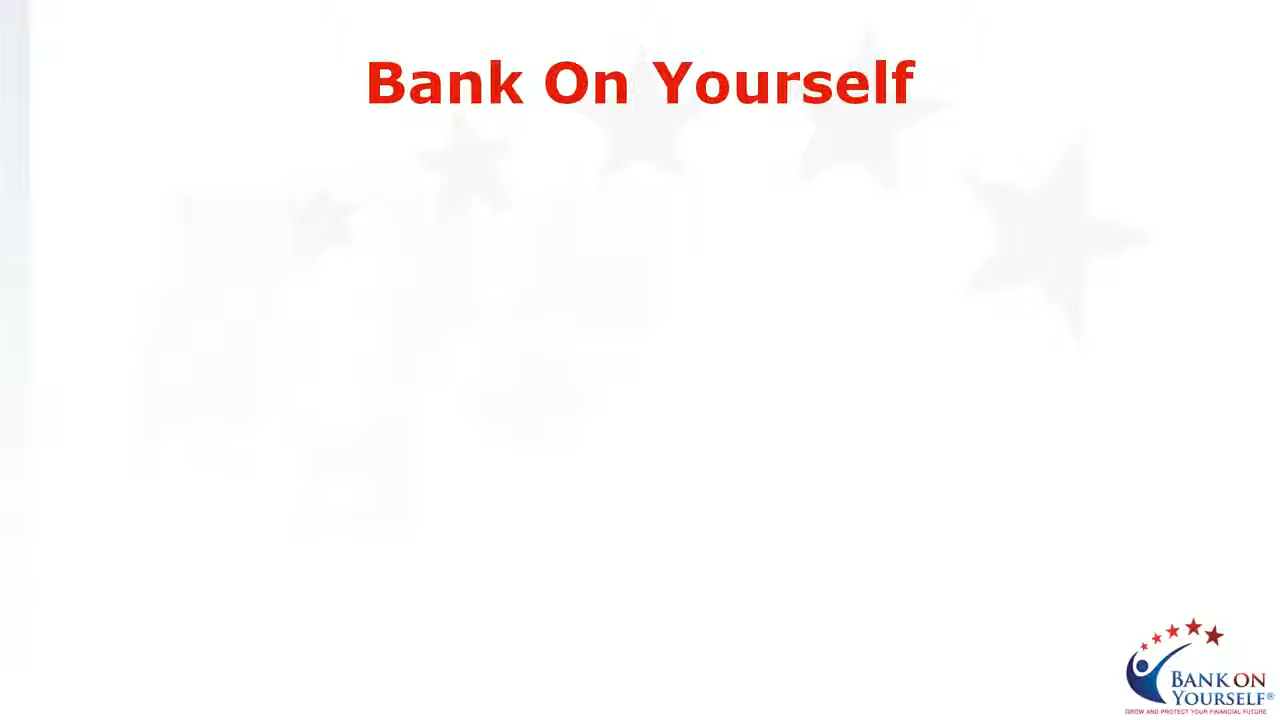 Bank On Yourself
BANK ON
YOURSELF®
GROW AND PROTECT YOUR FINANCIAL FUTURE